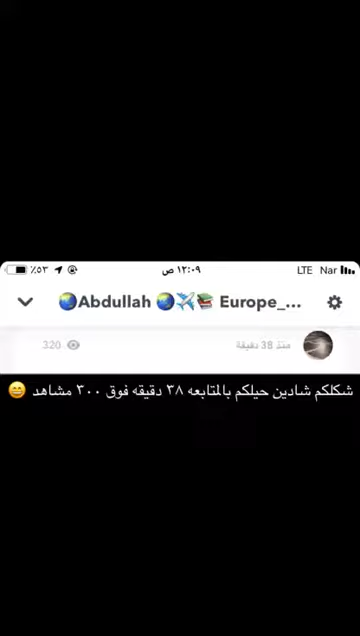 ٪٥٣ ١٢:٠٩ ص LTE Nar
🌏Abdullah 🌏✈️📚 Europe_...
منذ 38 دقيقة 320
شكلكم شادين حيلكم بالمتابعه ٣٨ دقيقه فوق ٣٠٠ مشاهد 😄